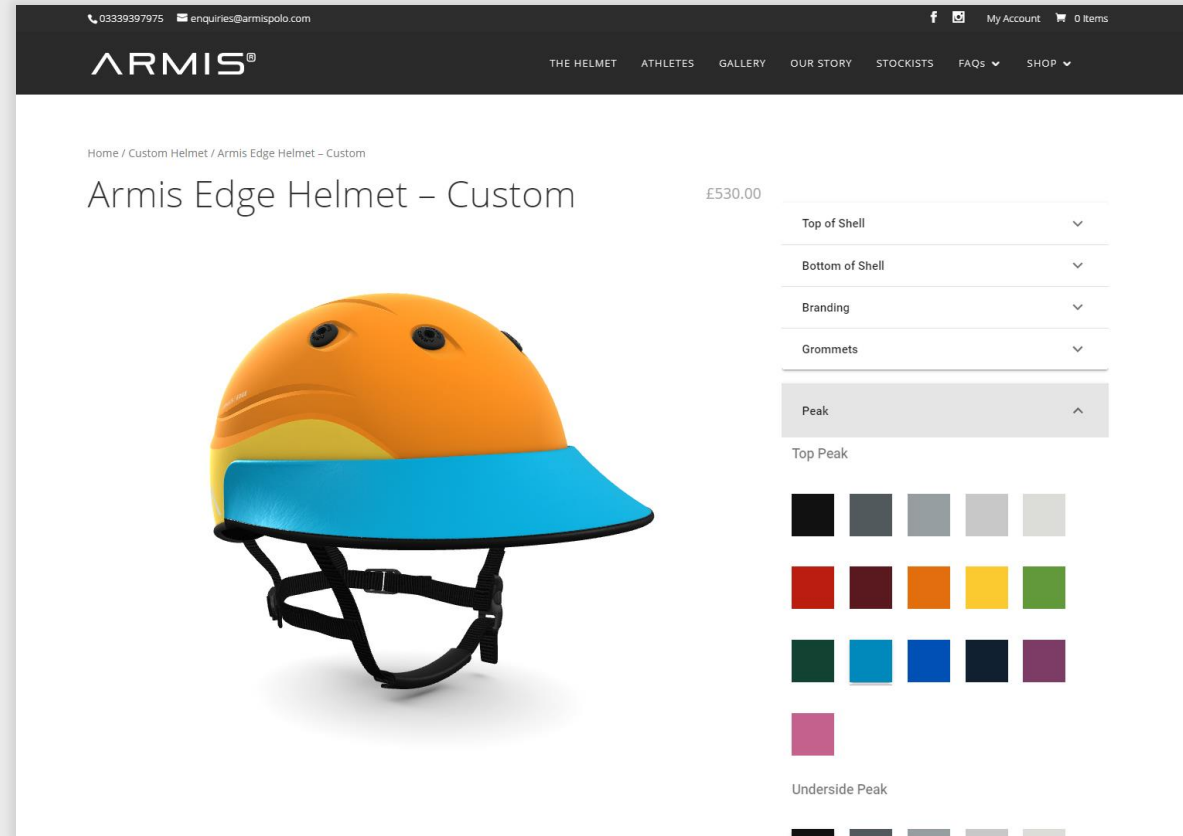 03339397975 enquiries@armispolo.com My Account 0 Items
ARMIS® THE HELMET ATHLETES GALLERY OUR STORY STOCKISTS FAQs SHOP
Home / Custom Helmet / Armis Edge Helmet – Custom
Armis Edge Helmet – Custom £530.00
Top of Shell
Bottom of Shell
Branding
Grommets
Peak
Top Peak
Underside Peak